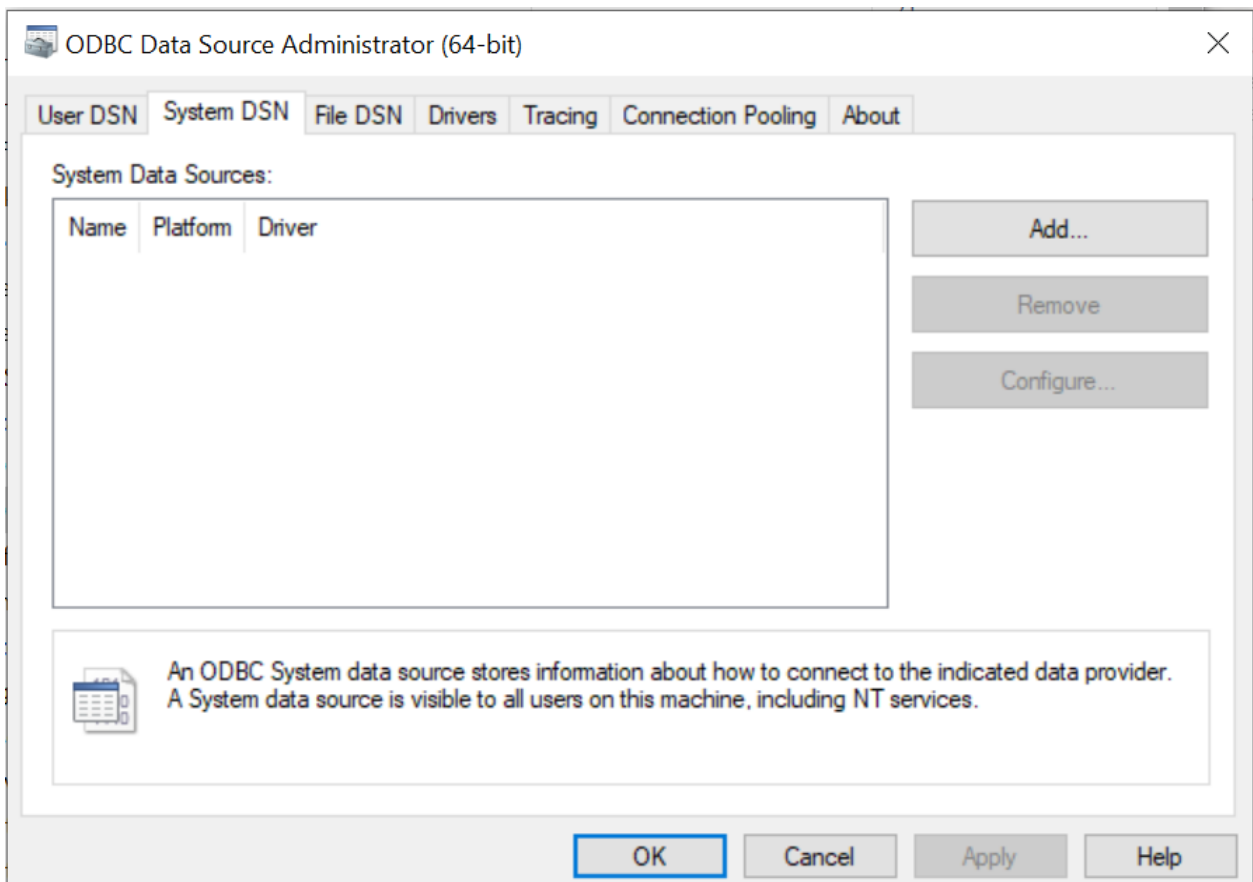 ODBC Data Source Administrator (64-bit)
User DSN System DSN File DSN Drivers Tracing Connection Pooling About
System Data Sources:
Name Platform Driver
Add...
Remove
Configure...
An ODBC System data source stores information about how to connect to the indicated data provider.
A System data source is visible to all users on this machine, including NT services.
OK Cancel Apply Help